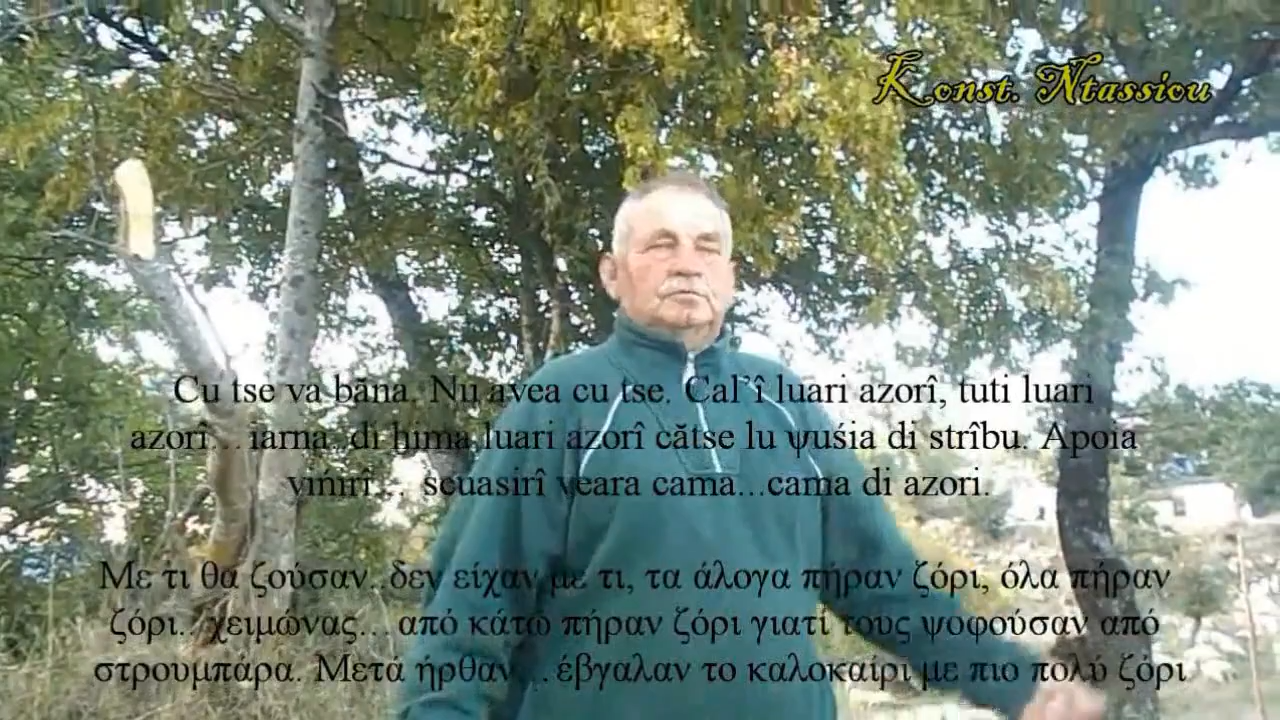 Konst. Ntassiou
Cu tse va bãna. Nu avea cu tse. Cal’î luari azorî, tuti luari
azorî…iarna. di hima luari azorî cãtse lu ψuśia di strîbu. Apoia
vińirî… scuasirî veara cama...cama di azori.
Με τι θα ζούσαν..δεν είχαν με τι, τα άλογα πήραν ζόρι, όλα πήραν
ζόρι.. χειμώνας…από κάτω πήραν ζόρι γιατί τους ψοφούσαν από
στρουμπάρα. Μετά ήρθαν…έβγαλαν το καλοκαίρι με πιο πολύ ζόρι